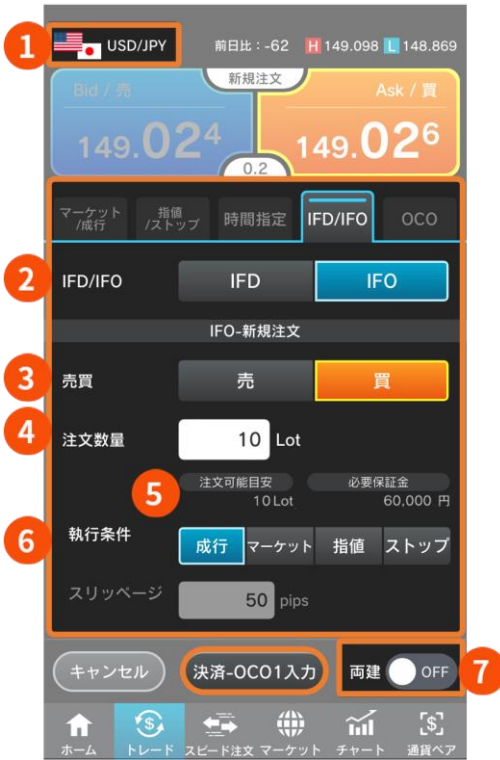 1
USD/JPY
前日比：-62
H 149.098 L 148.869
新規注文
Bid / 売
Ask / 買
149.024
149.026
0.2
マーケット
/成行
指値
/ストップ
時間指定
IFD/IFO
OCO
2
IFD/IFO
IFD
IFO
IFO-新規注文
3
売買
売
買
4
注文数量
10 Lot
5
注文可能目安
10 Lot
必要保証金
60,000 円
6
執行条件
成行
マーケット
指値
ストップ
スリッページ
50 pips
キャンセル
決済-OCO1入力
両建
OFF
7
ホーム
トレード
スピード注文
マーケット
チャート
通貨ペア